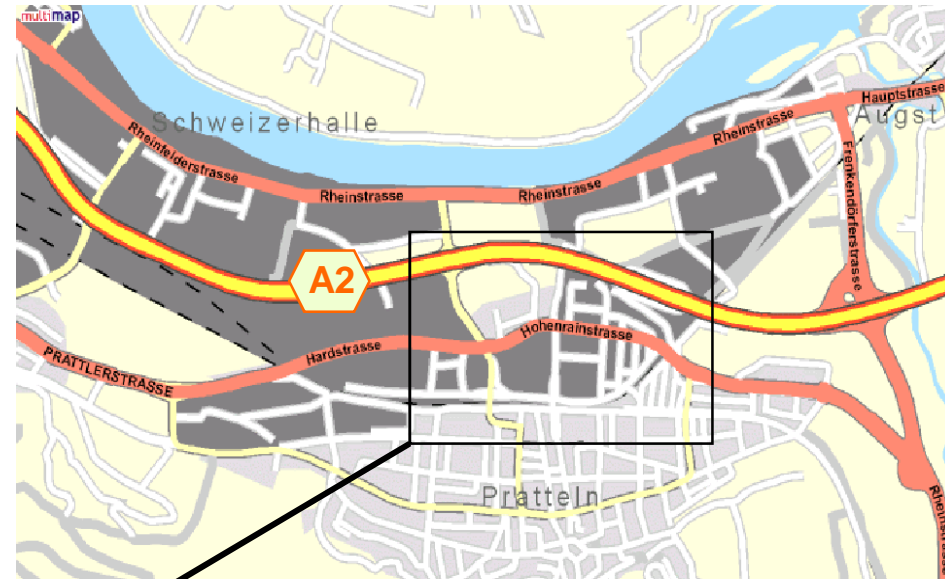 multimap
Hauptstrasse
Augst
Schweizerhalle
Rheinstrasse
Rheinfelderstrasse
Frenkendörferstrasse
Rheinstrasse
Rheinstrasse
A2
Hohenrainstrasse
Hardstrasse
PRATTLERSTRASSE
Pratteln